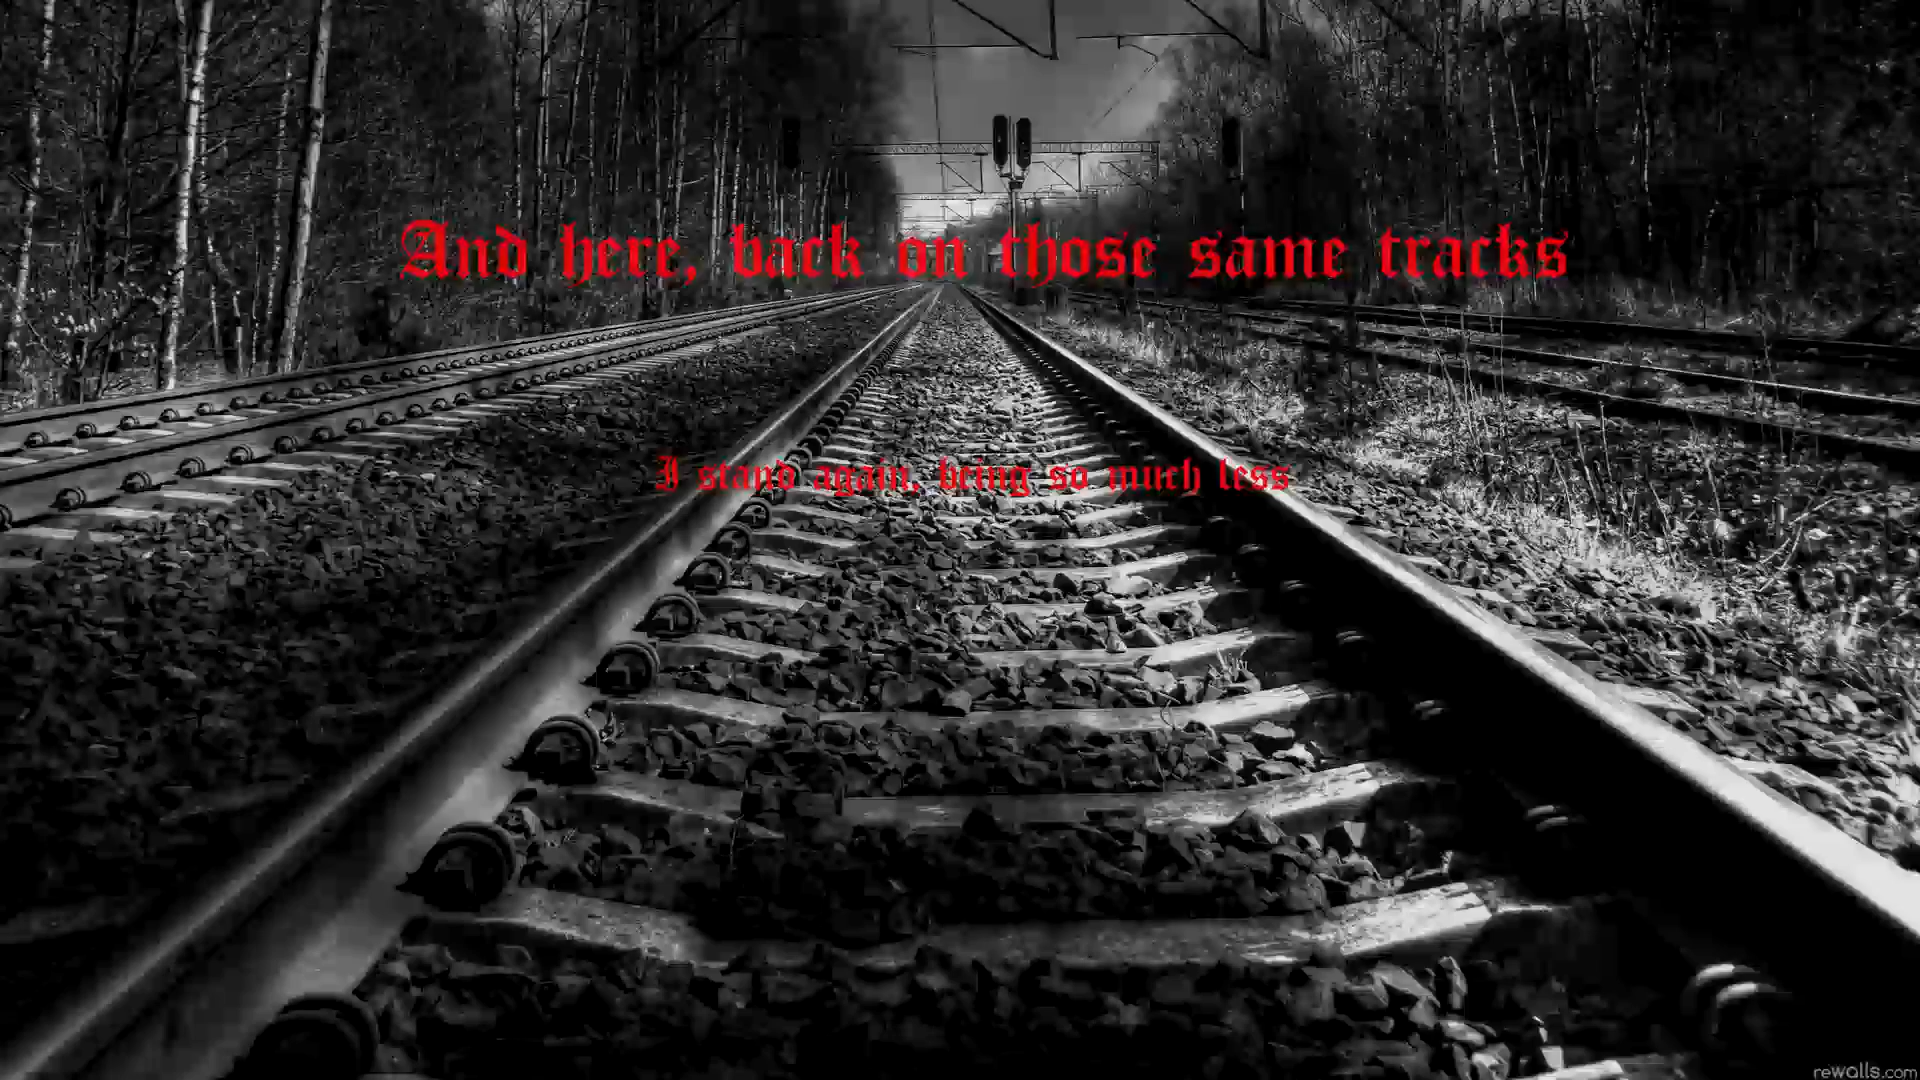 And here, back on those same tracks
I stand again, being so much less
rewalls.com